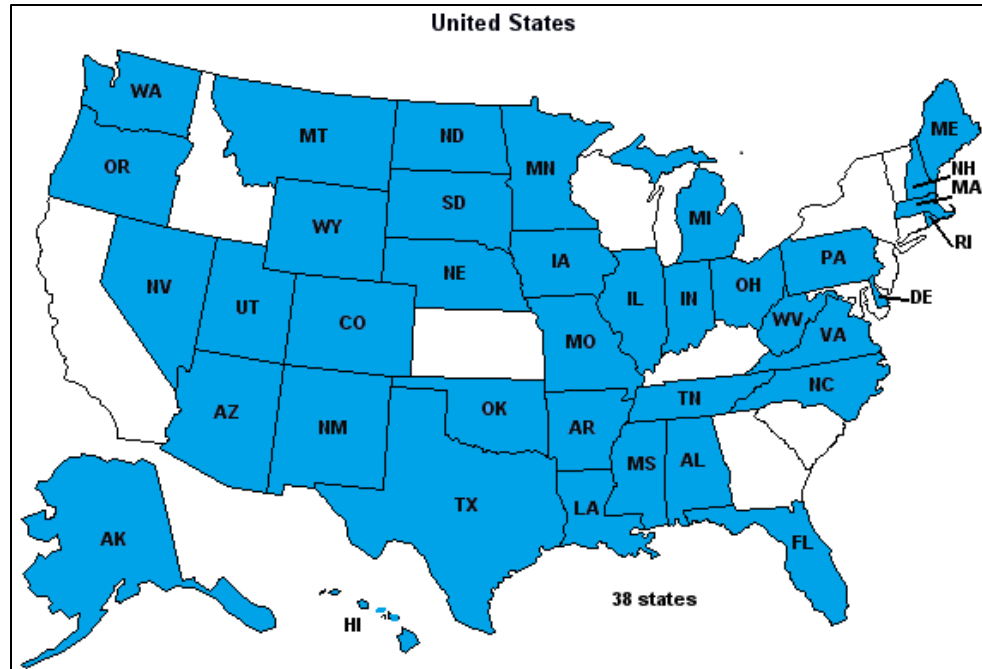 United States
WA
MT
ND
MN
ME
OR
NH
MA
SD
WY
MI
RI
NE
IA
PA
NV
UT
CO
IL
IN
OH
DE
WV
VA
MO
AZ
NM
OK
TN
NC
AR
MS
AL
TX
LA
AK
FL
HI
38 states